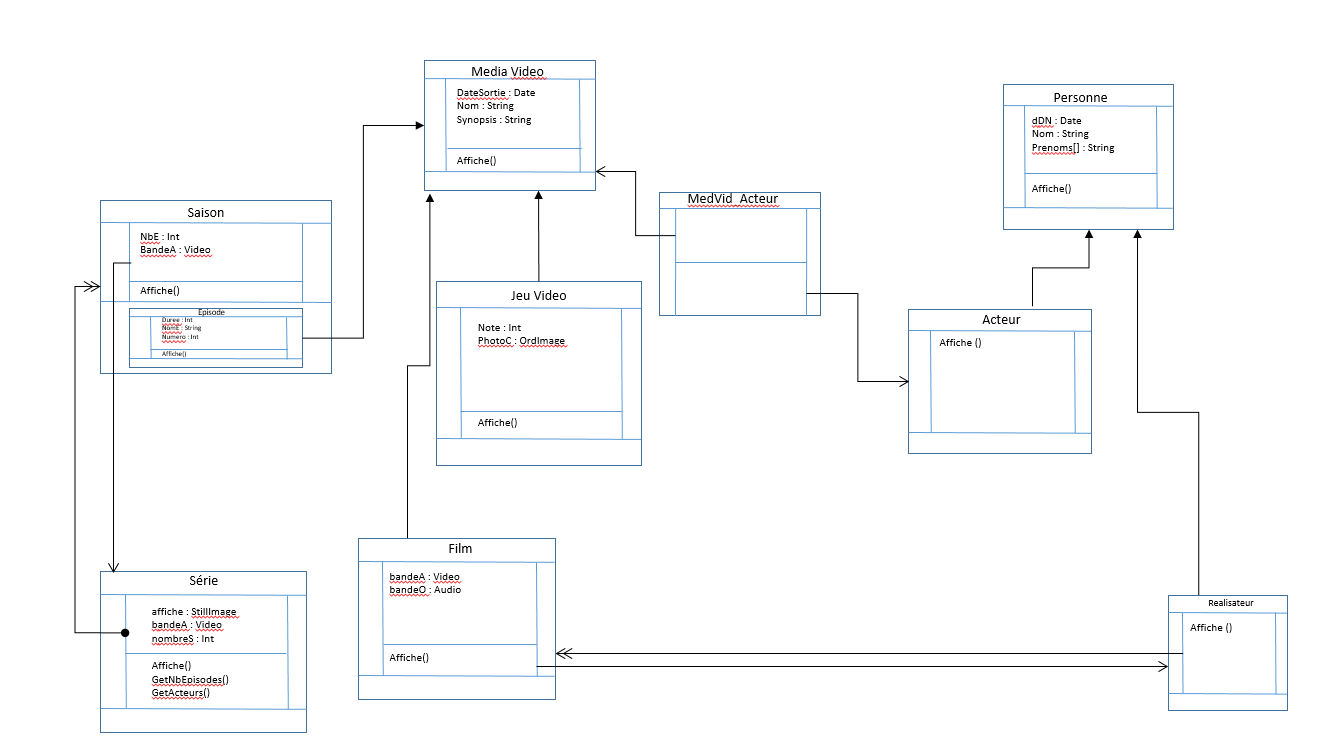 Media Video
DateSortie : Date
Nom : String
Synopsis : String
Affiche()
Personne
dDN : Date
Nom : String
Prenoms[] : String
Affiche()
MedVid_Acteur
Saison
NbE : Int
BandeA : Video
Affiche()
Episode
Duree : Int
NomE : String
Numero : Int
Affiche()
Jeu Video
Note : Int
PhotoC : OrdImage
Affiche()
Acteur
Affiche ()
Film
bandeA : Video
bandeO : Audio
Affiche()
Série
affiche : StillImage
bandeA : Video
nombreS : Int
Affiche()
GetNbEpisodes()
GetActeurs()
Realisateur
Affiche ()